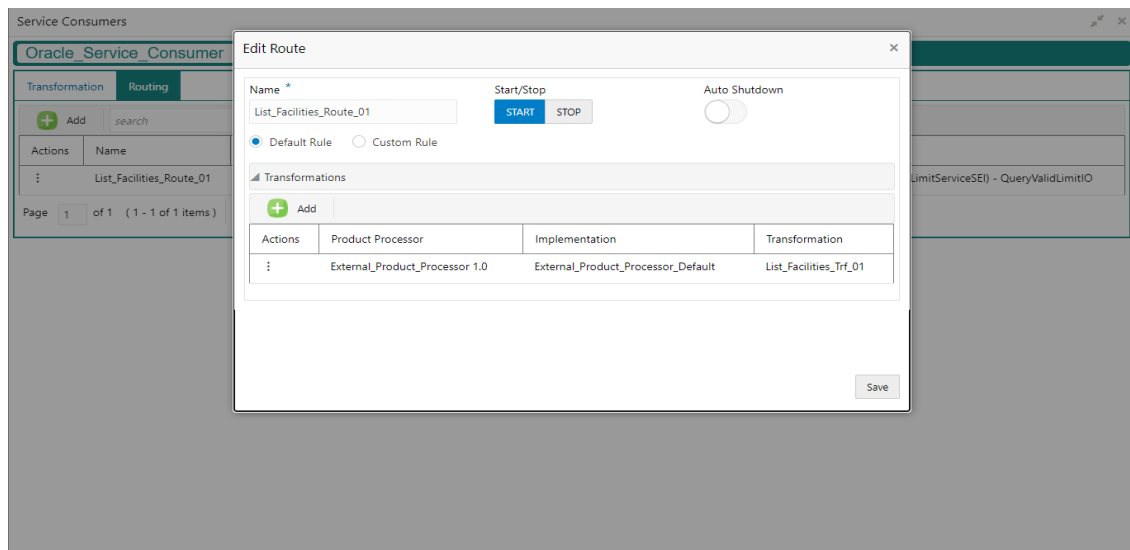 Service Consumers
Oracle_Service_Consumer
Transformation Routing
Add search
Actions Name
List_Facilities_Route_01 LimitServiceSEI) - QueryValidLimitIO
Page 1 of 1 (1 - 1 of 1 items)
Edit Route
Name * Start/Stop Auto Shutdown
List_Facilities_Route_01 START STOP
Default Rule Custom Rule
Transformations
Add
Actions Product Processor Implementation Transformation
External_Product_Processor 1.0 External_Product_Processor_Default List_Facilities_Trf_01
Save